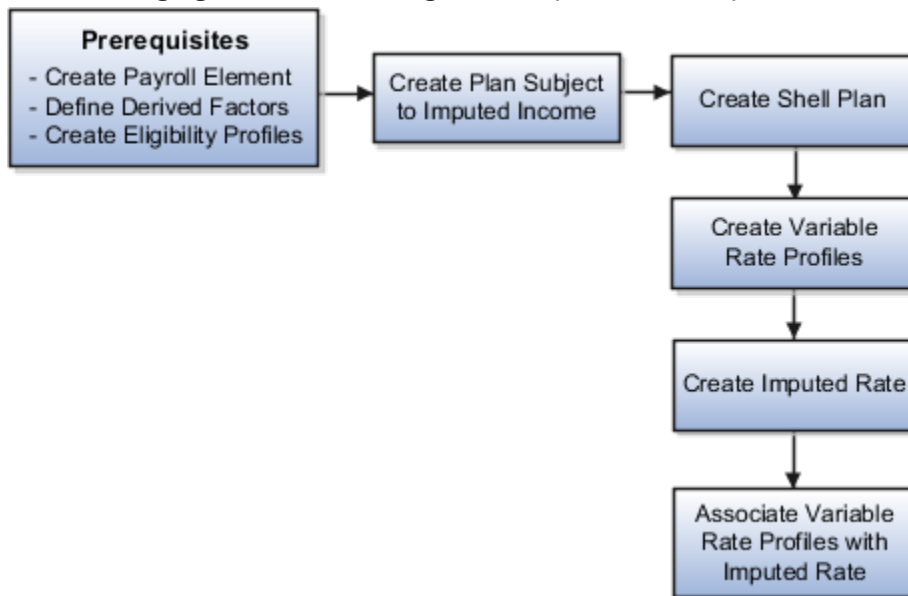 Prerequisites
- Create Payroll Element
- Define Derived Factors
- Create Eligibility Profiles
Create Plan Subject
to Imputed Income
Create Shell Plan
Create Variable
Rate Profiles
Create Imputed Rate
Associate Variable
Rate Profiles with
Imputed Rate